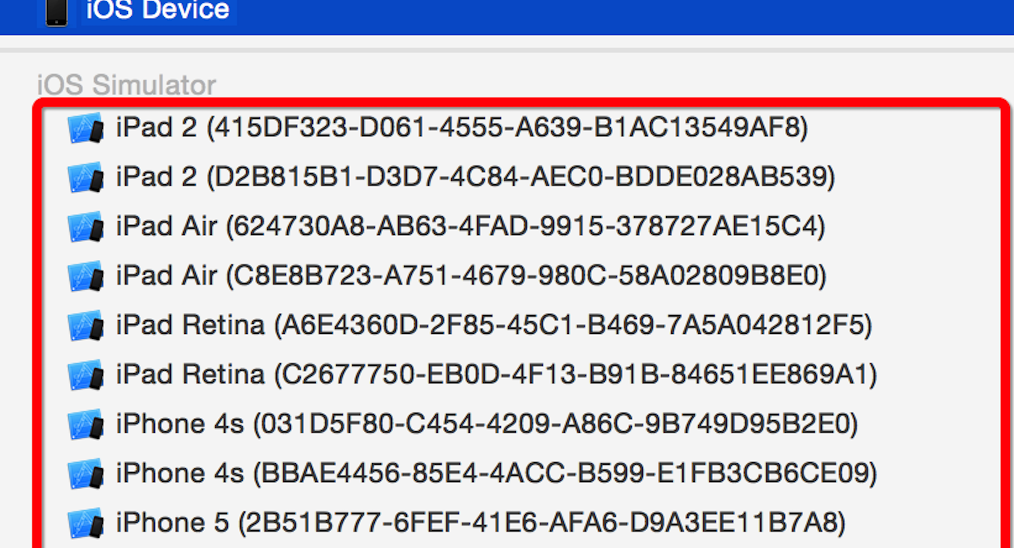 iOS Device
iOS Simulator
iPad 2 (415DF323-D061-4555-A639-B1AC13549AF8)
iPad 2 (D2B815B1-D3D7-4C84-AEC0-BDDE028AB539)
iPad Air (624730A8-AB63-4FAD-9915-378727AE15C4)
iPad Air (C8E8B723-A751-4679-980C-58A02809B8E0)
iPad Retina (A6E4360D-2F85-45C1-B469-7A5A042812F5)
iPad Retina (C2677750-EB0D-4F13-B91B-84651EE869A1)
iPhone 4s (031D5F80-C454-4209-A86C-9B749D95B2E0)
iPhone 4s (BBAE4456-85E4-4ACC-B599-E1FB3CB6CE09)
iPhone 5 (2B51B777-6FEF-41E6-AFA6-D9A3EE11B7A8)